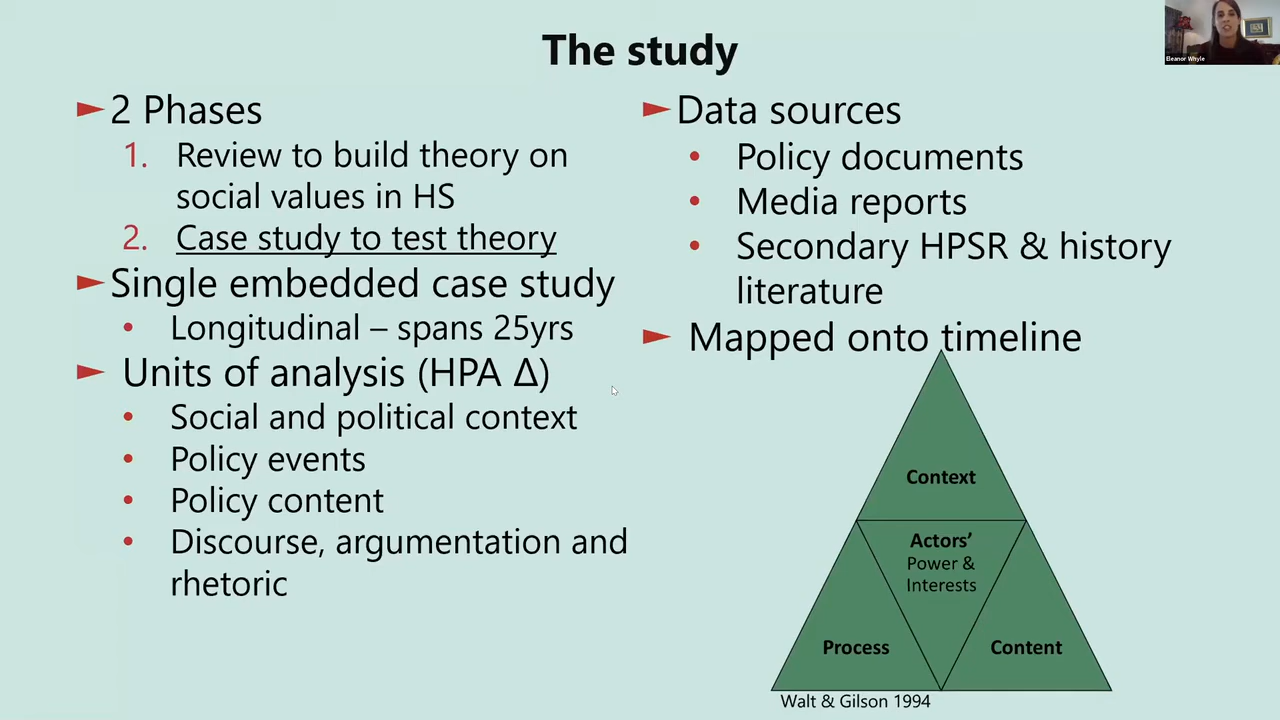 The study
Eleanor Whyle
►2 Phases
1. Review to build theory on
social values in HS
2. Case study to test theory
►Single embedded case study
• Longitudinal – spans 25yrs
► Units of analysis (HPA Δ)
• Social and political context
• Policy events
• Policy content
• Discourse, argumentation and
rhetoric
►Data sources
• Policy documents
• Media reports
• Secondary HPSR & history
literature
► Mapped onto timeline
Context
Actors’
Power &
Interests
Process
Content
Walt & Gilson 1994